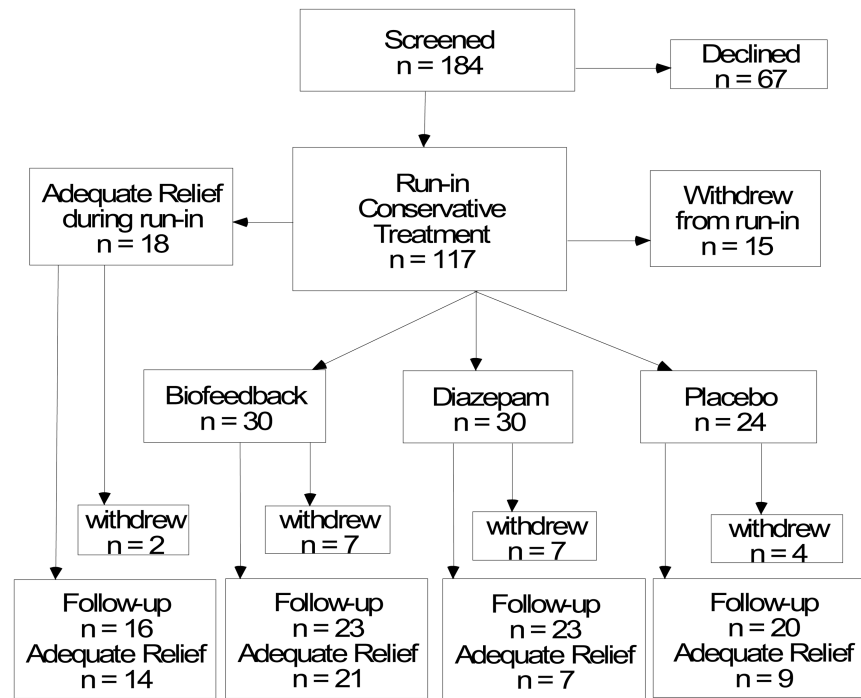 Screened
n = 184
Declined
n = 67
Adequate Relief
during run-in
n = 18
Run-in
Conservative
Treatment
n = 117
Withdrew
from run-in
n = 15
Biofeedback
n = 30
Diazepam
n = 30
Placebo
n = 24
withdrew
n = 2
withdrew
n = 7
withdrew
n = 7
withdrew
n = 4
Follow-up
n = 16
Adequate Relief
n = 14
Follow-up
n = 23
Adequate Relief
n = 21
Follow-up
n = 23
Adequate Relief
n = 7
Follow-up
n = 20
Adequate Relief
n = 9